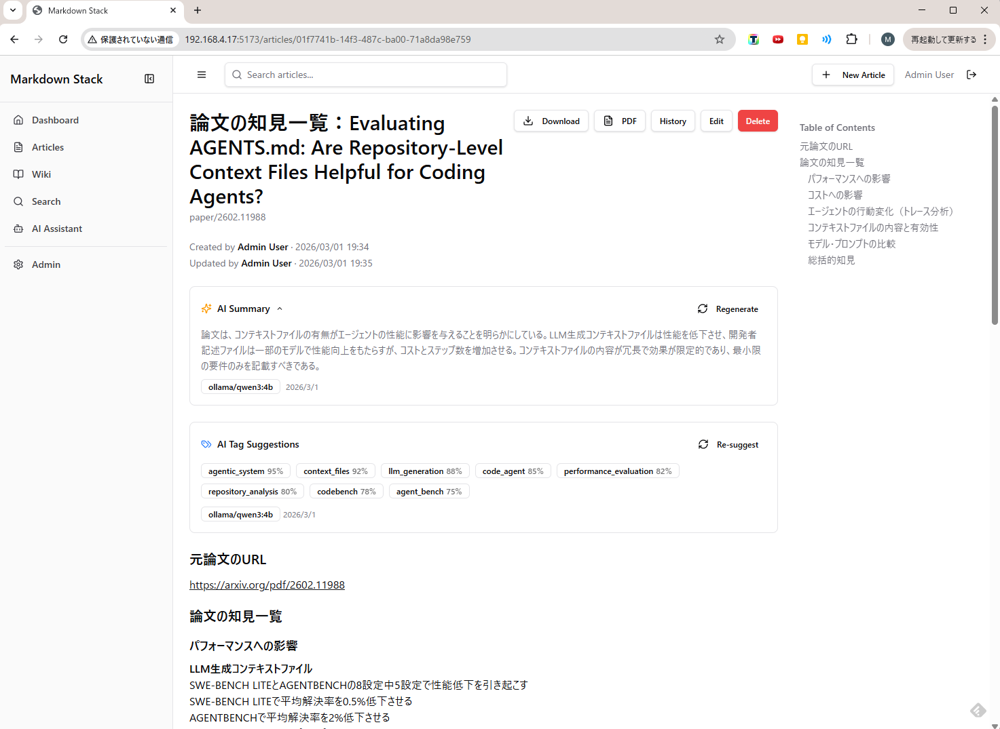 Markdown Stack
保護されていない通信
192.168.4.17:5173/articles/01f7741b-14f3-487c-ba00-71a8da98e759
M
再起動して更新する
Markdown Stack
Search articles...
New Article
Admin User
Dashboard
Articles
Wiki
Search
AI Assistant
Admin
論文の知見一覧：Evaluating
AGENTS.md: Are Repository-Level
Context Files Helpful for Coding
Agents?
Download
PDF
History
Edit
Delete
paper/2602.11988
Created by Admin User · 2026/03/01 19:34
Updated by Admin User · 2026/03/01 19:35
AI Summary
Regenerate
論文は、コンテキストファイルの有無がエージェントの性能に影響を与えることを明らかにしている。LLM生成コンテキストファイルは性能を低下させ、開発者
記述ファイルは一部のモデルで性能向上をもたらすが、コストとステップ数を増加させる。コンテキストファイルの内容が冗長で効果が限定的であり、最小限
の要件のみを記載すべきである。
ollama/qwen3:4b 2026/3/1
AI Tag Suggestions
Re-suggest
agentic_system 95% context_files 92% llm_generation 88% code_agent 85% performance_evaluation 82%
repository_analysis 80% codebench 78% agent_bench 75%
ollama/qwen3:4b 2026/3/1
元論文のURL
https://arxiv.org/pdf/2602.11988
論文の知見一覧
パフォーマンスへの影響
LLM生成コンテキストファイル
SWE-BENCH LITEとAGENTBENCHの8設定中5設定で性能低下を引き起こす
SWE-BENCH LITEで平均解決率を0.5%低下させる
AGENTBENCHで平均解決率を2%低下させる
Table of Contents
元論文のURL
論文の知見一覧
パフォーマンスへの影響
コストへの影響
エージェントの行動変化（トレース分析）
コンテキストファイルの内容と有効性
モデル・プロンプトの比較
総括的知見